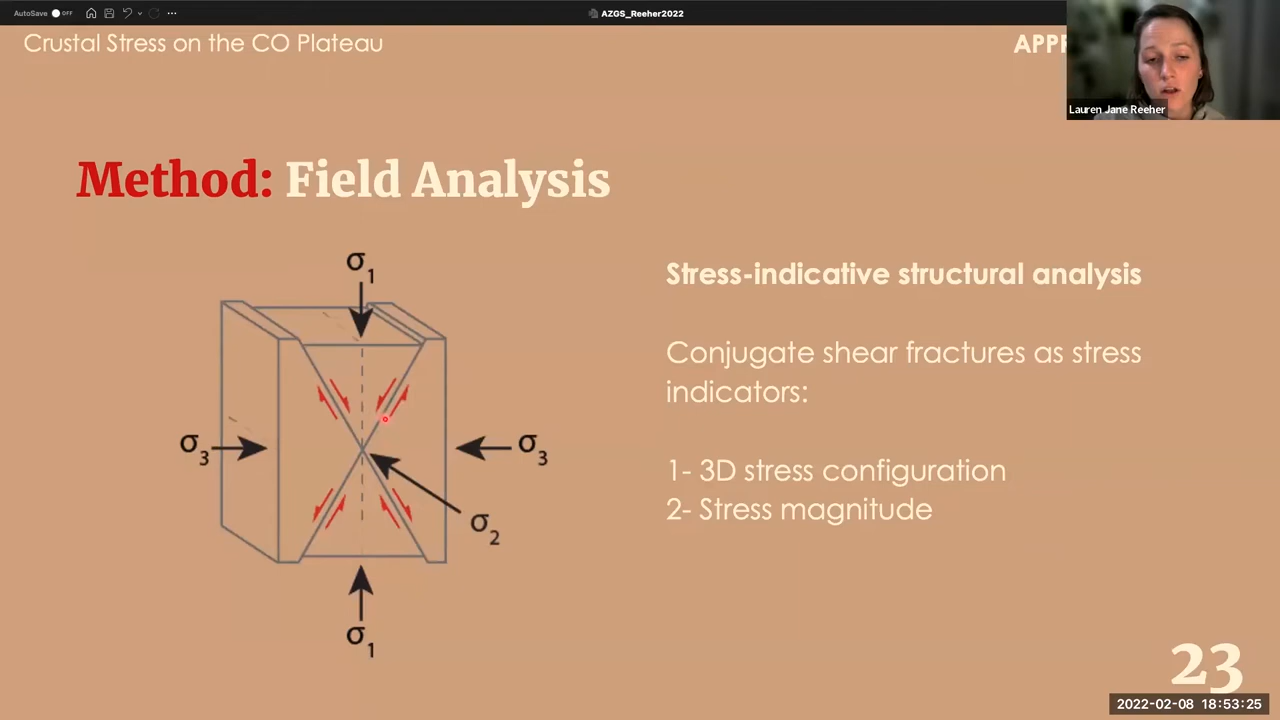 AutoSave OFF
AZGS_Reeher2022
Crustal Stress on the CO Plateau
Lauren Jane Reeher
Method: Field Analysis
σ1
σ3
σ3
σ2
σ1
Stress-indicative structural analysis
Conjugate shear fractures as stress
indicators:
1- 3D stress configuration
2- Stress magnitude
23
2022-02-08 18:53:25